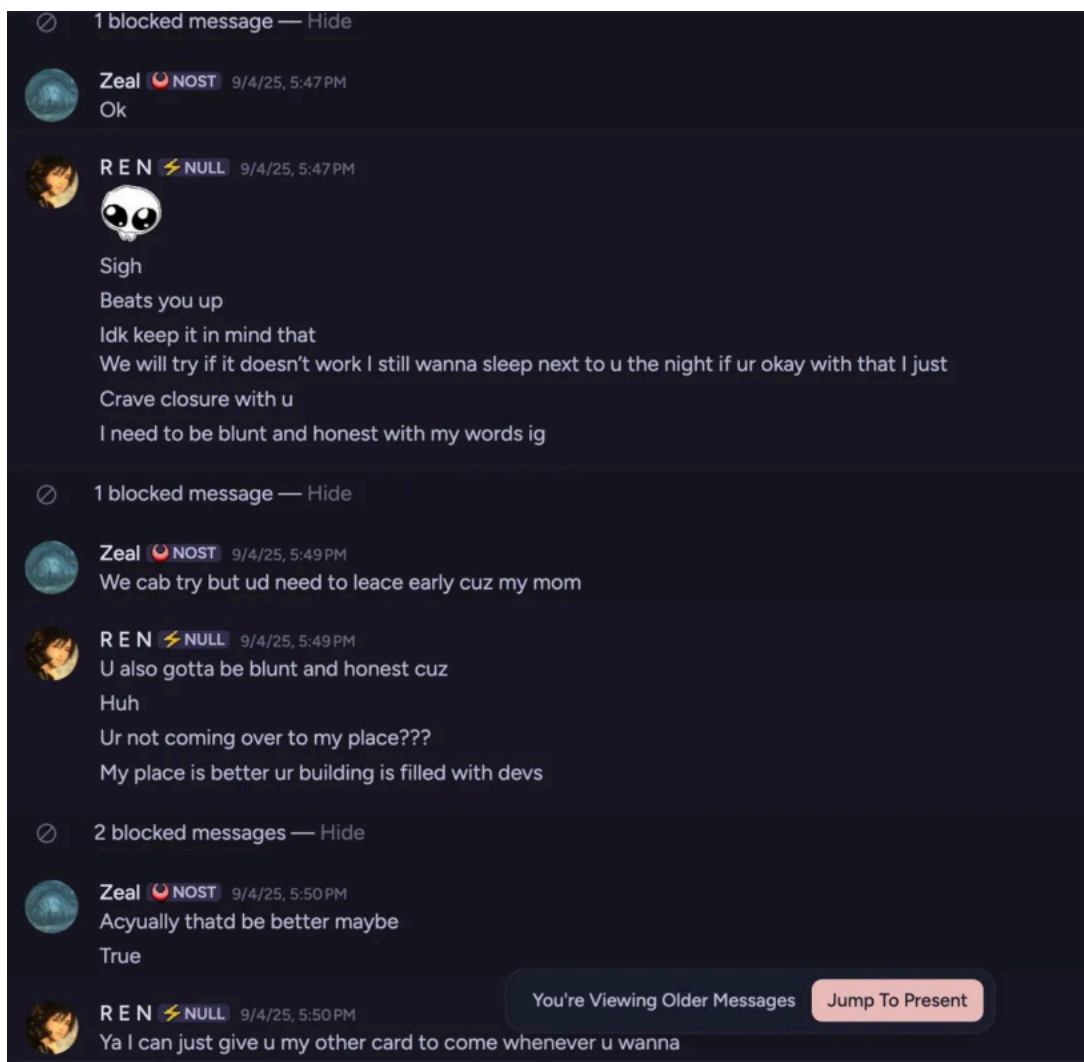 1 blocked message — Hide
Zeal NOST 9/4/25, 5:47 PM
Ok
R E N NULL 9/4/25, 5:47 PM
Sigh
Beats you up
Idk keep it in mind that
We will try if it doesn't work I still wanna sleep next to u the night if ur okay with that I just
Crave closure with u
I need to be blunt and honest with my words ig
1 blocked message — Hide
Zeal NOST 9/4/25, 5:49 PM
We cab try but ud need to leace early cuz my mom
R E N NULL 9/4/25, 5:49 PM
U also gotta be blunt and honest cuz
Huh
Ur not coming over to my place???
My place is better ur building is filled with devs
2 blocked messages — Hide
Zeal NOST 9/4/25, 5:50 PM
Acyually thatd be better maybe
True
You're Viewing Older Messages Jump To Present
R E N NULL 9/4/25, 5:50 PM
Ya I can just give u my other card to come whenever u wanna